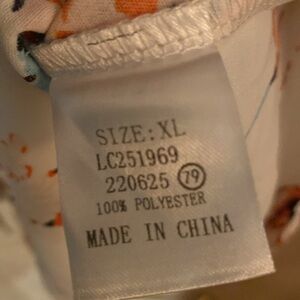 SIZE:XL
LC251969
220625 79
100% POLYESTER
MADE IN CHINA